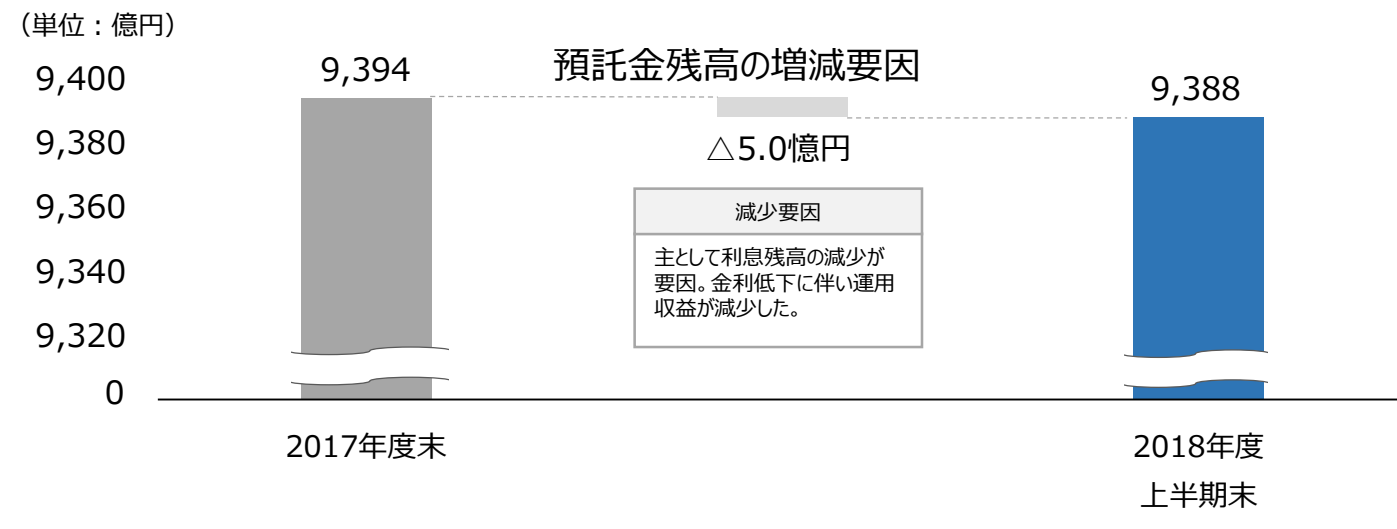 （単位：億円）
預託金残高の増減要因
9,400
9,380
9,360
9,340
9,320
0
9,394
△5.0憶円
9,388
減少要因
主として利息残高の減少が
要因。金利低下に伴い運用
収益が減少した。
2017年度末
2018年度
上半期末